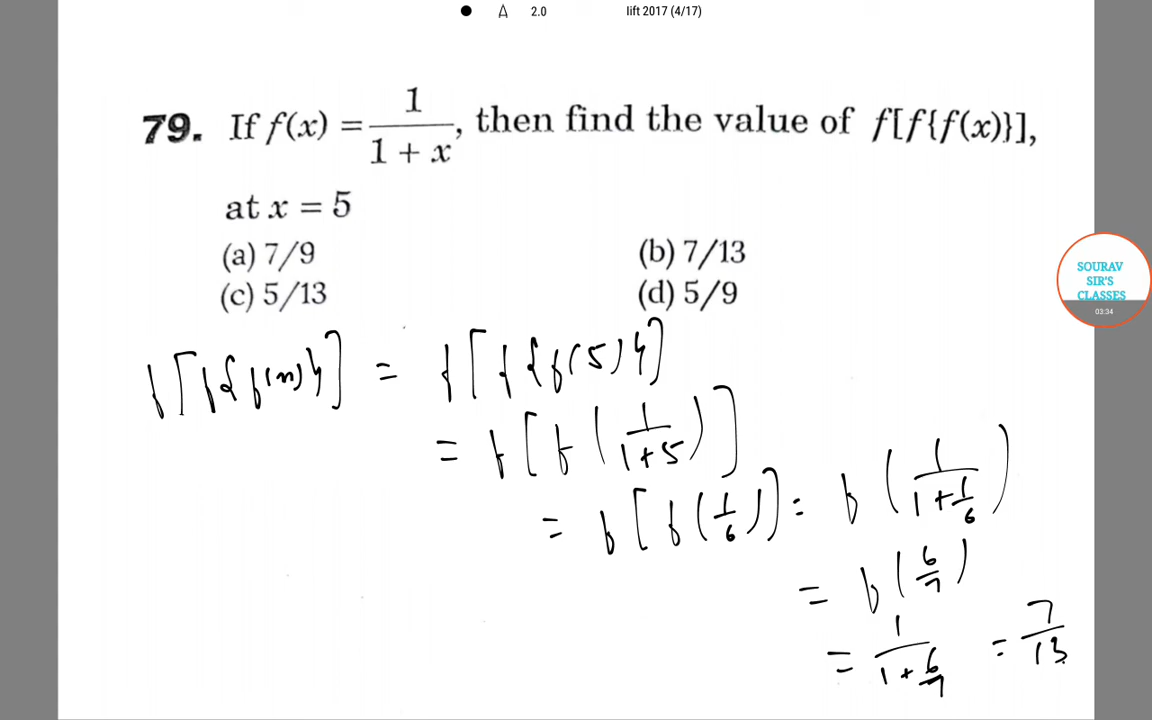 2.0 lift 2017 (4/17)
79. If f(x) = 1/(1 + x), then find the value of f[f{f(x)}],
at x = 5
(a) 7/9 (b) 7/13
(c) 5/13 (d) 5/9
SOURAV
SIR'S
CLASSES
03:34
f[f{f(x)}] = f[f{f(5)}]
= f[f(1/(1+5))]
= f[f(1/6)] = f(1/(1+1/6))
= f(6/7)
= 1/(1+6/7) = 7/13